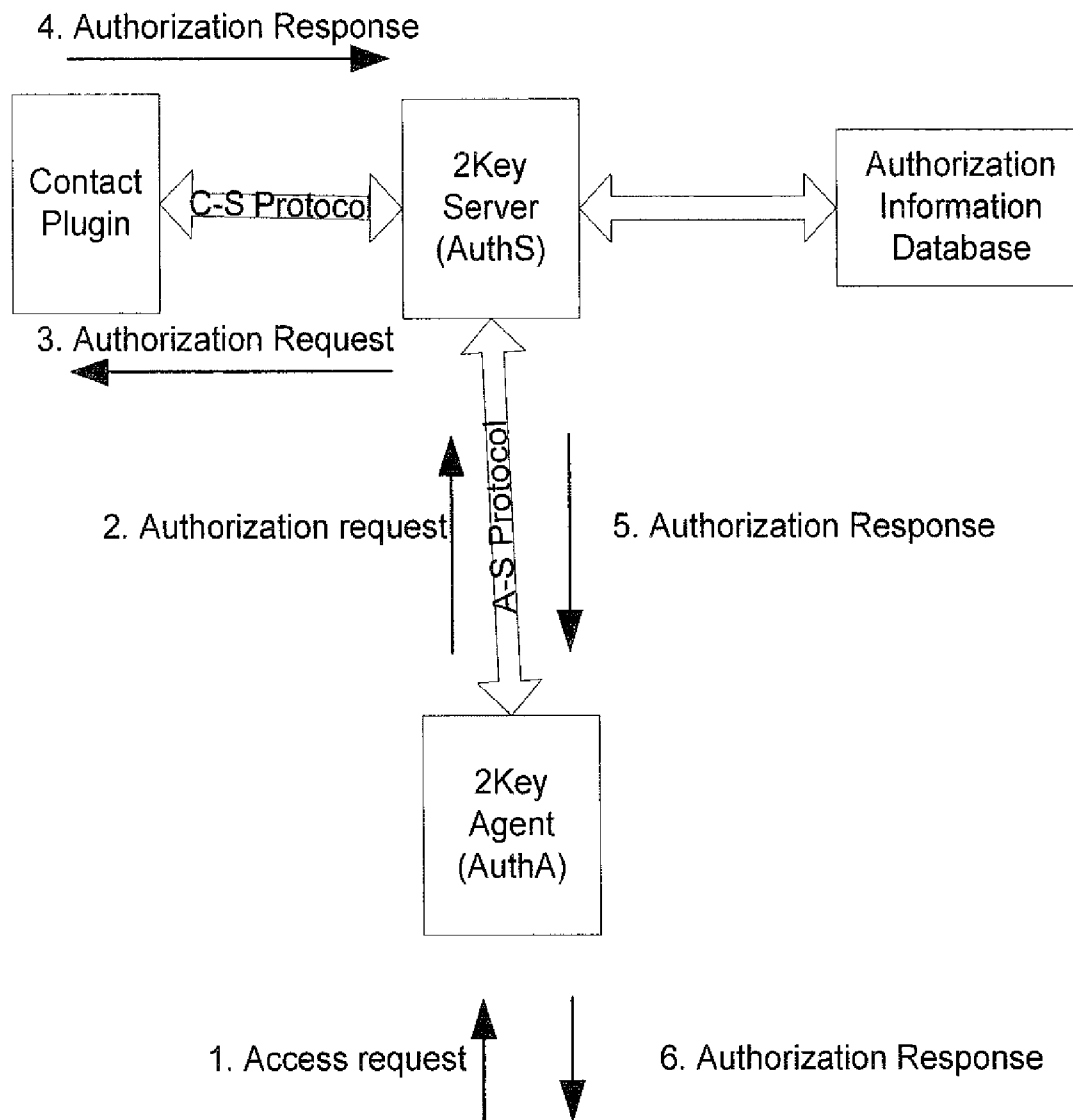 4. Authorization Response
Contact
Plugin
C-S Protocol
2Key
Server
(AuthS)
Authorization
Information
Database
3. Authorization Request
2. Authorization request
A-S Protocol
5. Authorization Response
2Key
Agent
(AuthA)
1. Access request
6. Authorization Response